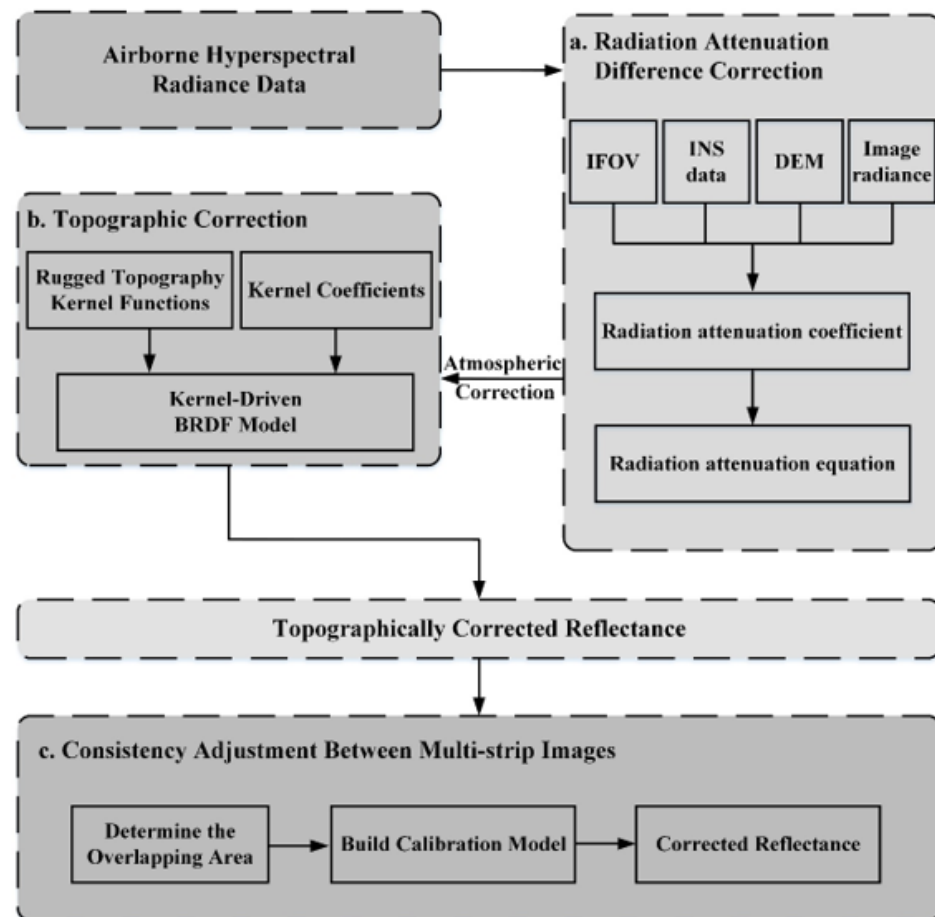 Airborne Hyperspectral
Radiance Data
a. Radiation Attenuation
Difference Correction
IFOV
INS
data
DEM
Image
radiance
Radiation attenuation coefficient
Radiation attenuation equation
Atmospheric
Correction
b. Topographic Correction
Rugged Topography
Kernel Functions
Kernel Coefficients
Kernel-Driven
BRDF Model
Topographically Corrected Reflectance
c. Consistency Adjustment Between Multi-strip Images
Determine the
Overlapping Area
Build Calibration Model
Corrected Reflectance